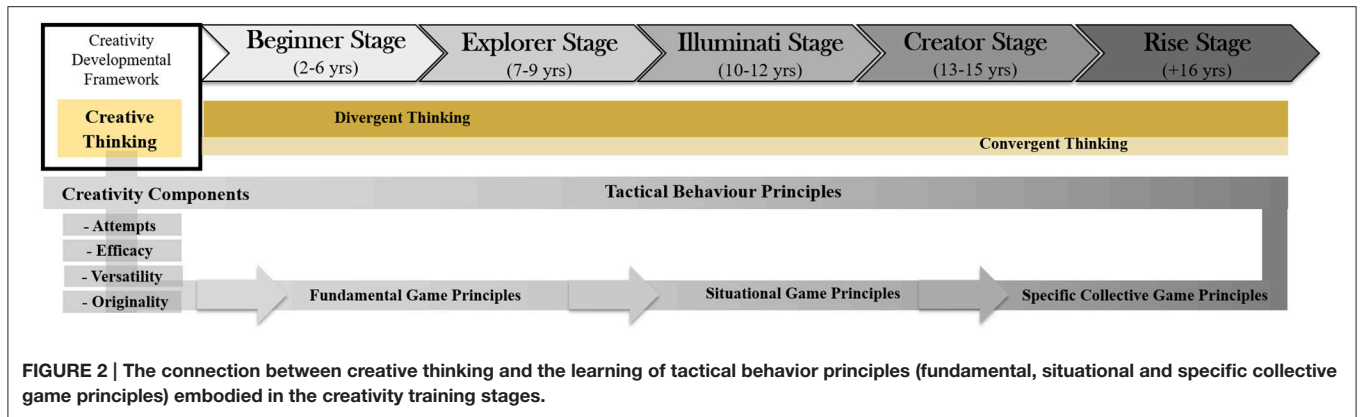 Creativity
Developmental
Framework
Creative
Thinking
Beginner Stage
(2-6 yrs)
Explorer Stage
(7-9 yrs)
Illuminati Stage
(10-12 yrs)
Creator Stage
(13-15 yrs)
Rise Stage
(+16 yrs)
Divergent Thinking
Convergent Thinking
Creativity Components
Tactical Behaviour Principles
- Attempts
- Efficacy
- Versatility
- Originality
Fundamental Game Principles
Situational Game Principles
Specific Collective Game Principles
FIGURE 2 | The connection between creative thinking and the learning of tactical behavior principles (fundamental, situational and specific collective
game principles) embodied in the creativity training stages.